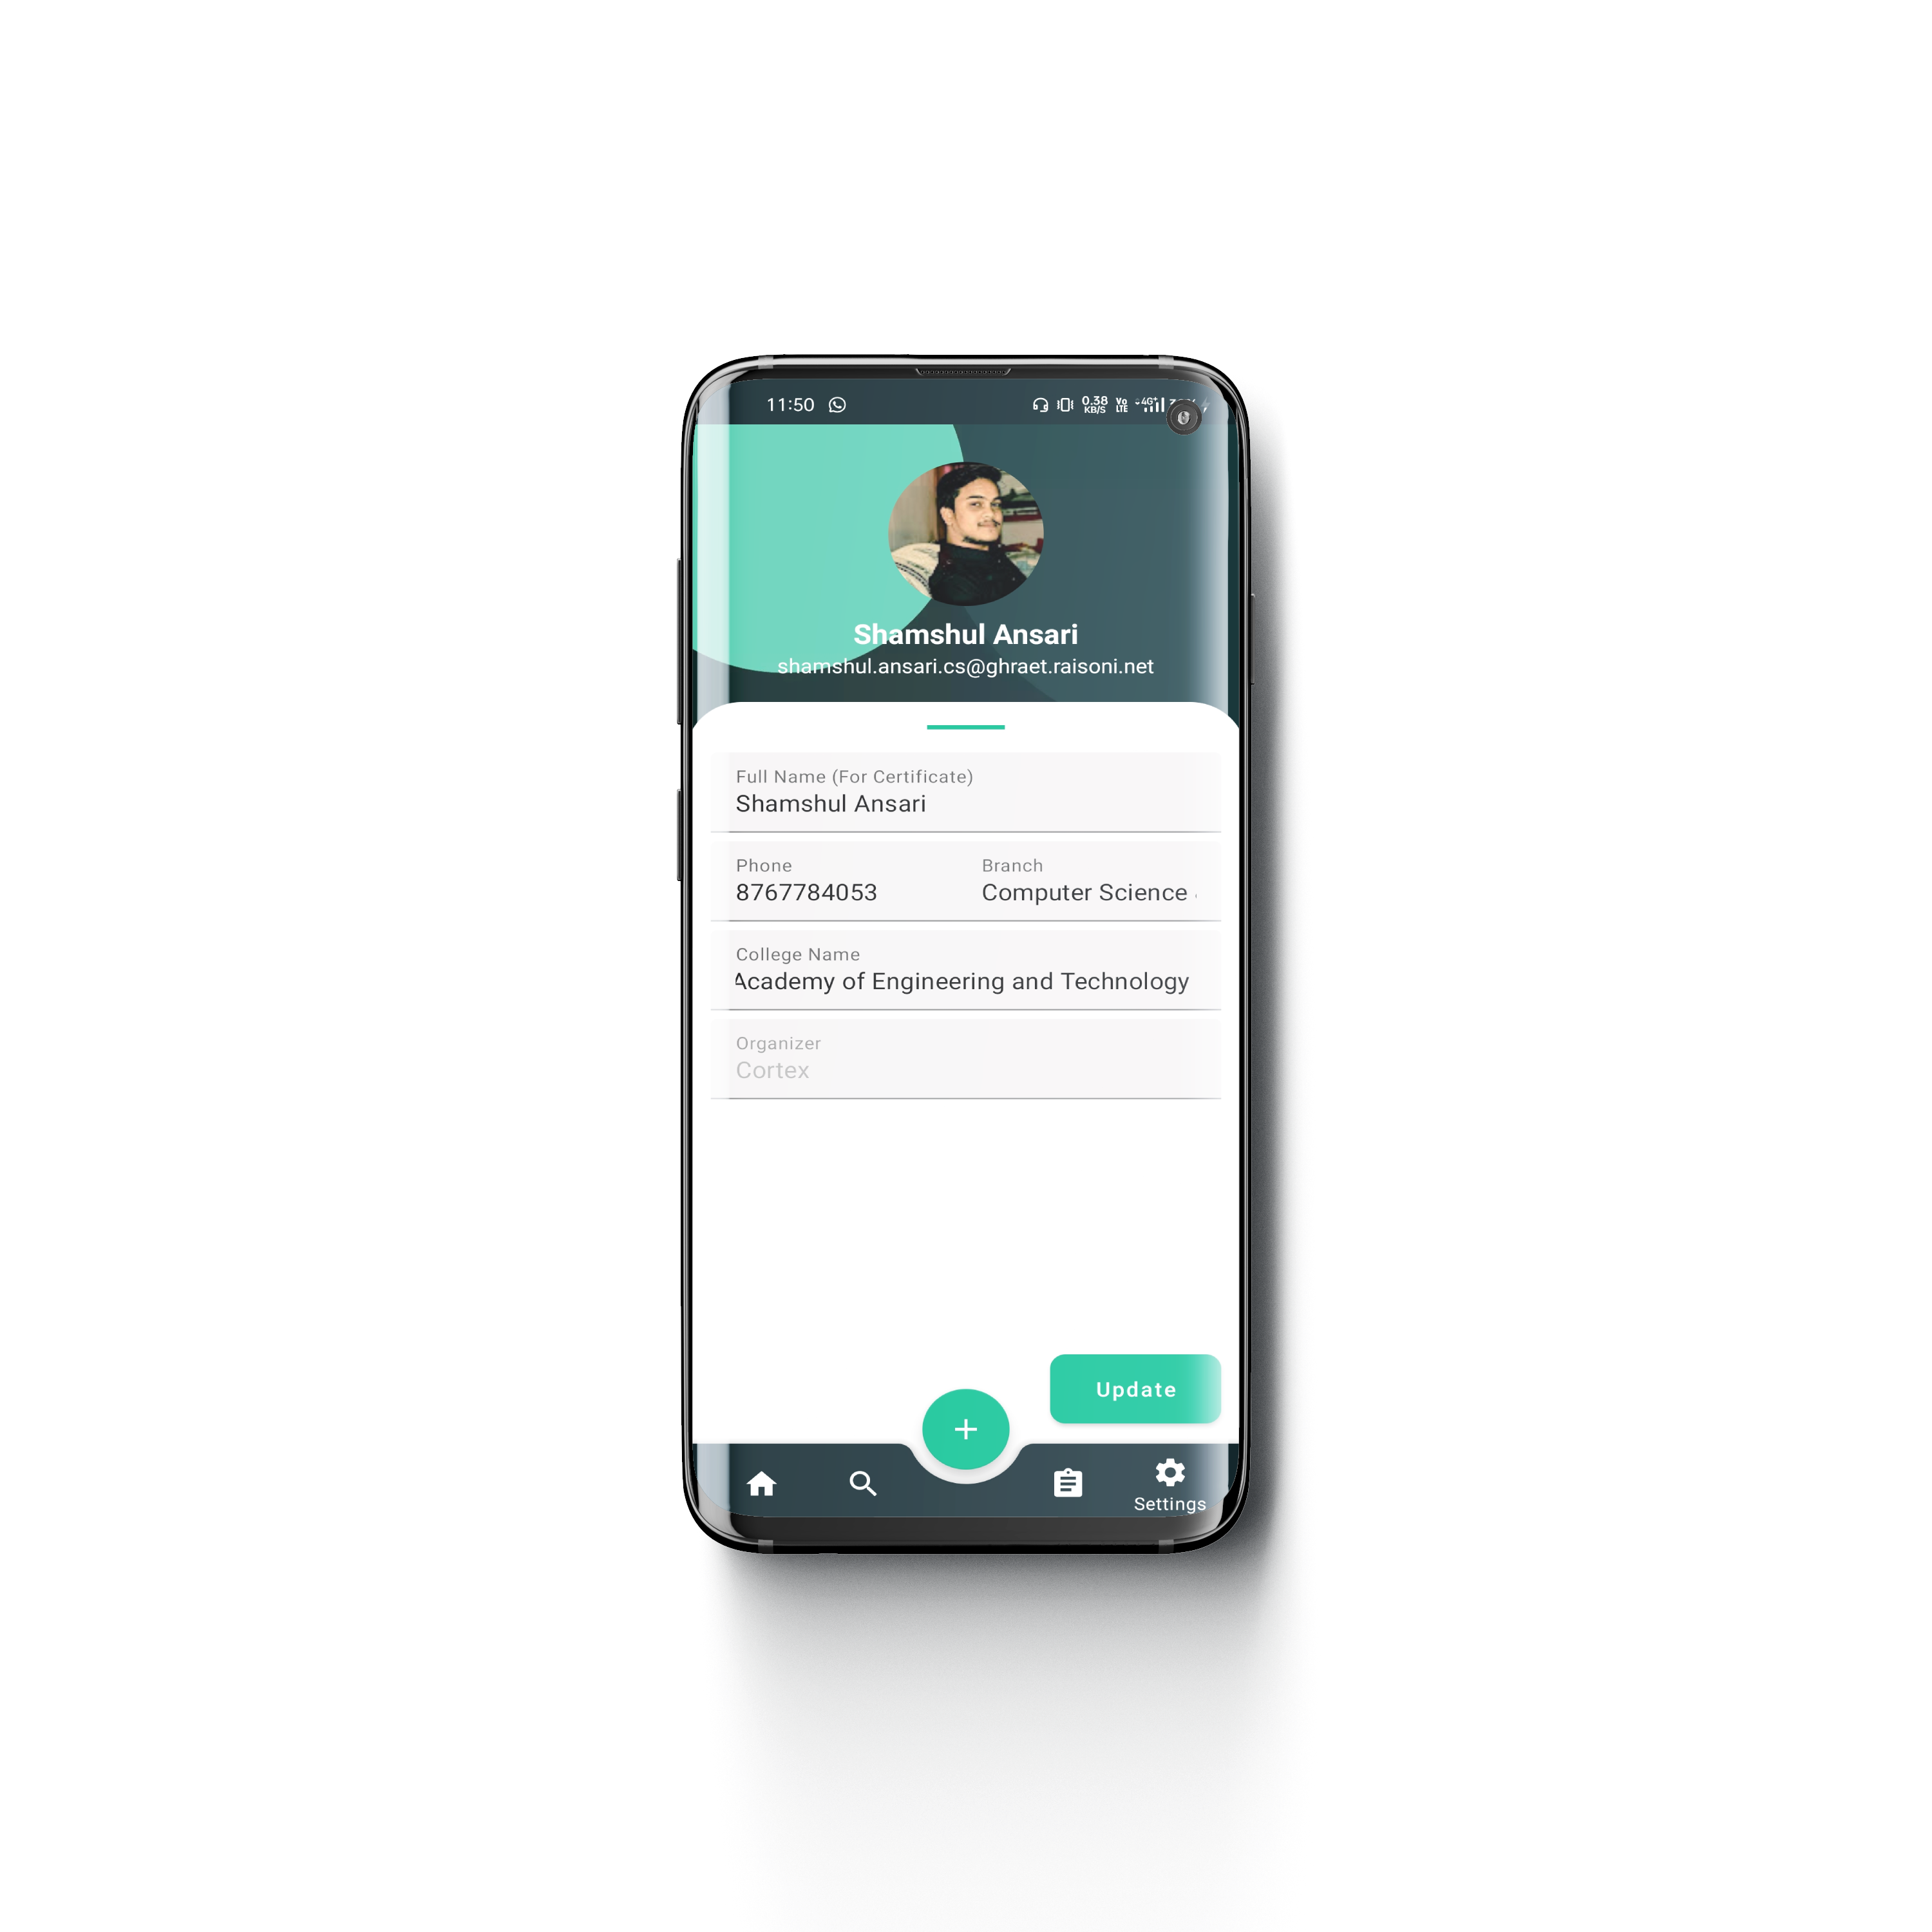 11:50 0.38 KB/S Vo LTE 4G+
Shamshul Ansari
shamshul.ansari.cs@ghraet.raisoni.net
Full Name (For Certificate)
Shamshul Ansari
Phone Branch
8767784053 Computer Science
College Name
Academy of Engineering and Technology
Organizer
Cortex
Update
Settings